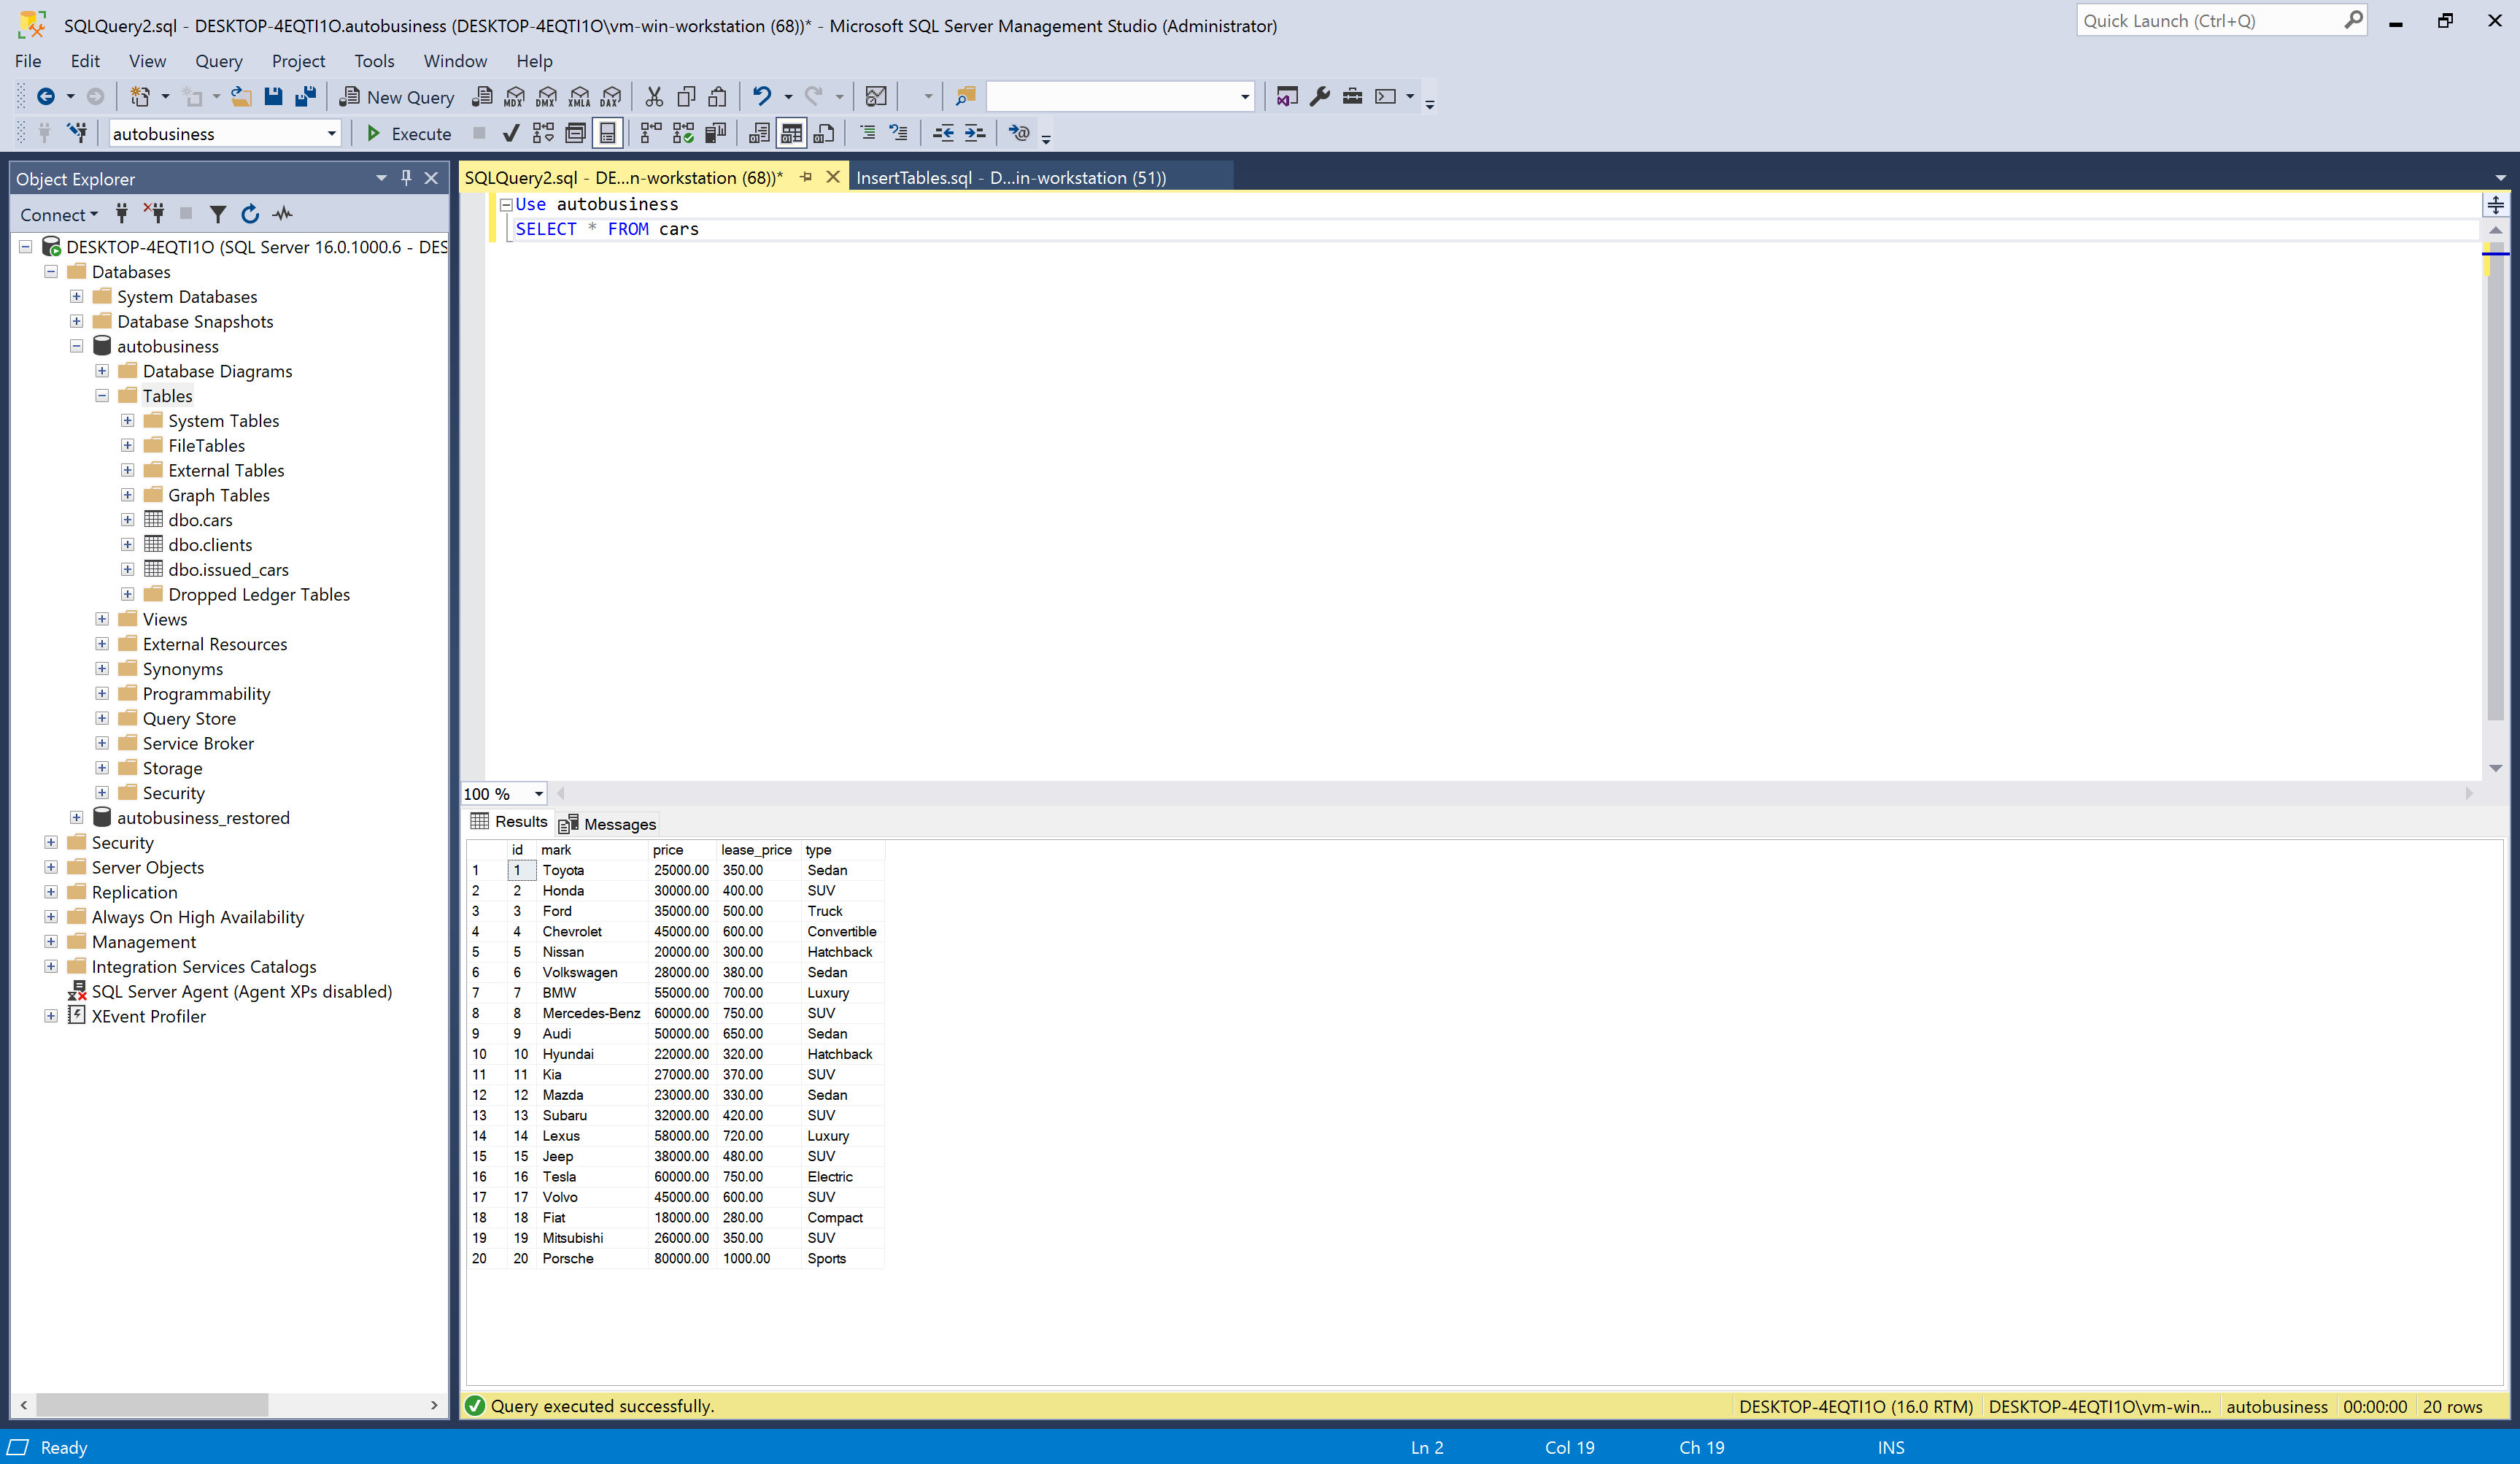 SQLQuery2.sql - DESKTOP-4EQTI1O.autobusiness (DESKTOP-4EQTI1O\vm-win-workstation (68))* - Microsoft SQL Server Management Studio (Administrator)
Quick Launch (Ctrl+Q)
File Edit View Query Project Tools Window Help
New Query MDX DMX XMLA DAX
autobusiness Execute
Object Explorer
SQLQuery2.sql - DE...n-workstation (68))* InsertTables.sql - D...in-workstation (51))
Connect
Use autobusiness
SELECT * FROM cars
DESKTOP-4EQTI1O (SQL Server 16.0.1000.6 - DES
Databases
System Databases
Database Snapshots
autobusiness
Database Diagrams
Tables
System Tables
FileTables
External Tables
Graph Tables
dbo.cars
dbo.clients
dbo.issued_cars
Dropped Ledger Tables
Views
External Resources
Synonyms
Programmability
Query Store
Service Broker
Storage
Security
autobusiness_restored
Security
Server Objects
Replication
Always On High Availability
Management
Integration Services Catalogs
SQL Server Agent (Agent XPs disabled)
XEvent Profiler
100 %
Results Messages
id mark price lease_price type
1 1 Toyota 25000.00 350.00 Sedan
2 2 Honda 30000.00 400.00 SUV
3 3 Ford 35000.00 500.00 Truck
4 4 Chevrolet 45000.00 600.00 Convertible
5 5 Nissan 20000.00 300.00 Hatchback
6 6 Volkswagen 28000.00 380.00 Sedan
7 7 BMW 55000.00 700.00 Luxury
8 8 Mercedes-Benz 60000.00 750.00 SUV
9 9 Audi 50000.00 650.00 Sedan
10 10 Hyundai 22000.00 320.00 Hatchback
11 11 Kia 27000.00 370.00 SUV
12 12 Mazda 23000.00 330.00 Sedan
13 13 Subaru 32000.00 420.00 SUV
14 14 Lexus 58000.00 720.00 Luxury
15 15 Jeep 38000.00 480.00 SUV
16 16 Tesla 60000.00 750.00 Electric
17 17 Volvo 45000.00 600.00 SUV
18 18 Fiat 18000.00 280.00 Compact
19 19 Mitsubishi 26000.00 350.00 SUV
20 20 Porsche 80000.00 1000.00 Sports
Query executed successfully. DESKTOP-4EQTI1O (16.0 RTM) DESKTOP-4EQTI1O\vm-win... autobusiness 00:00:00 20 rows
Ready Ln 2 Col 19 Ch 19 INS